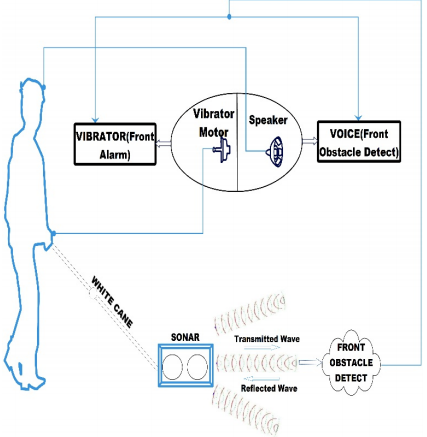 Vibrator
Motor
Speaker
VIBRATOR(Front
Alarm)
VOICE(Front
Obstacle Detect)
WHITE CANE
SONAR
Transmitted Wave
Reflected Wave
FRONT
OBSTACLE
DETECT